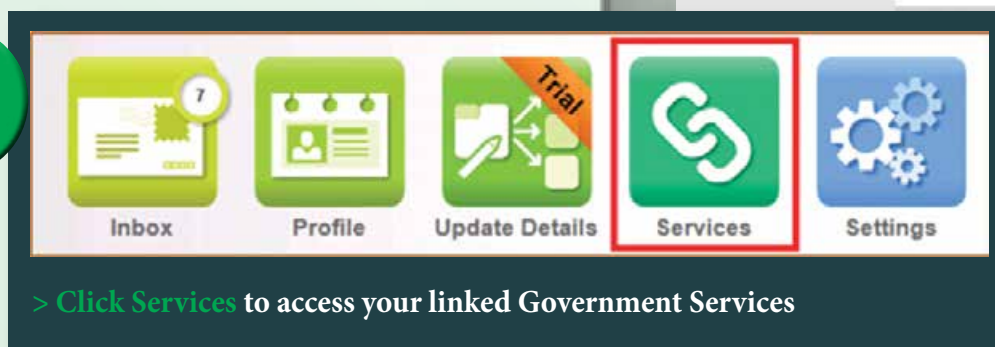 7
Trial
Inbox Profile Update Details Services Settings
> Click Services to access your linked Government Services